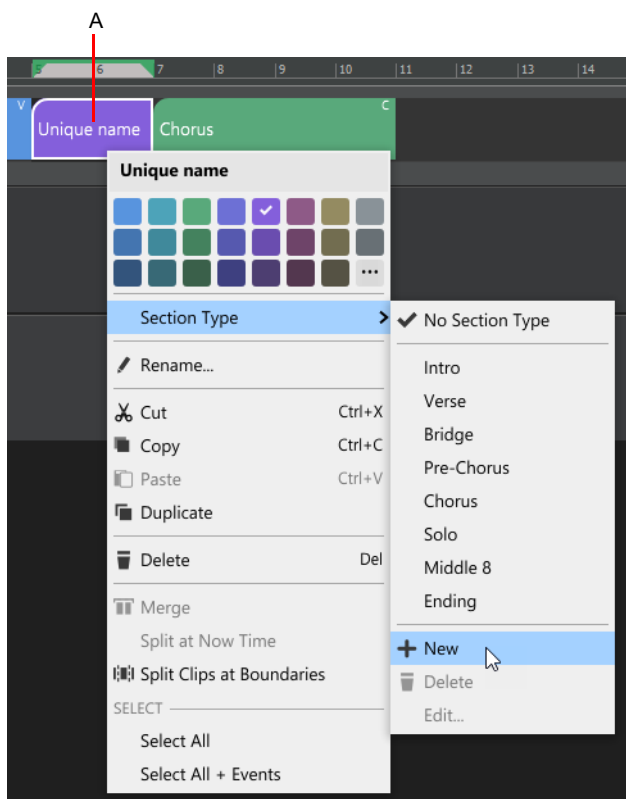 A
5 6 7 8 9 10 11 12 13 14
V Unique name Chorus C
Unique name
...
Section Type
Rename...
Cut Ctrl+X
Copy Ctrl+C
Paste Ctrl+V
Duplicate
Delete Del
Merge
Split at Now Time
Split Clips at Boundaries
SELECT
Select All
Select All + Events
No Section Type
Intro
Verse
Bridge
Pre-Chorus
Chorus
Solo
Middle 8
Ending
New
Delete
Edit...